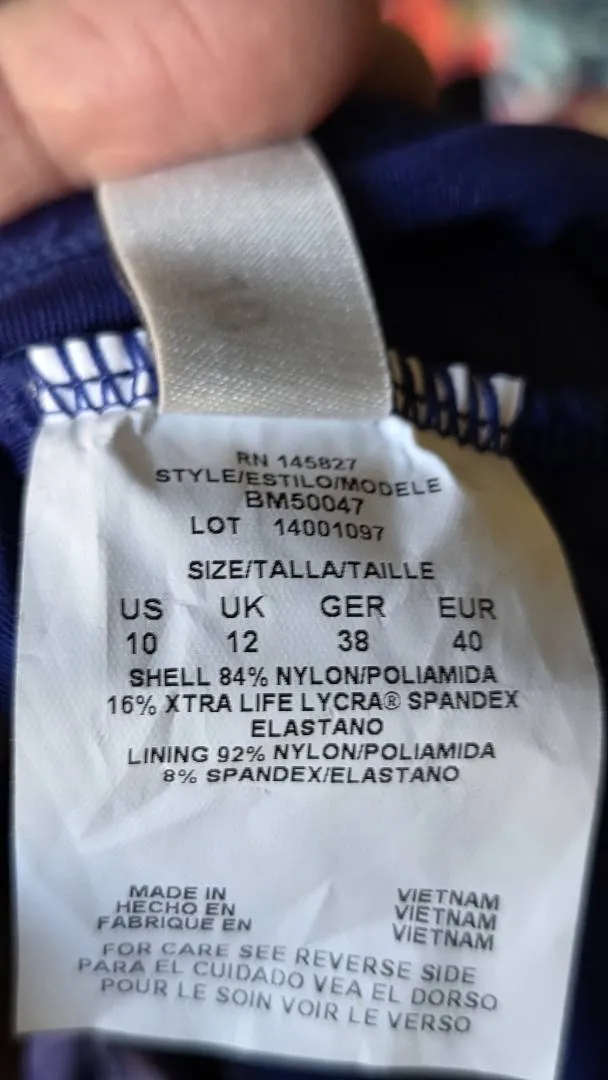 RN 145827
STYLE/ESTILO/MODELE
BM50047
LOT 14001097
SIZE/TALLA/TAILLE
US UK GER EUR
10 12 38 40
SHELL 84% NYLON/POLIAMIDA
16% XTRA LIFE LYCRA® SPANDEX
ELASTANO
LINING 92% NYLON/POLIAMIDA
8% SPANDEX/ELASTANO
MADE IN VIETNAM
HECHO EN VIETNAM
FABRIQUE EN VIETNAM
FOR CARE SEE REVERSE SIDE
PARA EL CUIDADO VEA EL DORSO
POUR LE SOIN VOIR LE VERSO